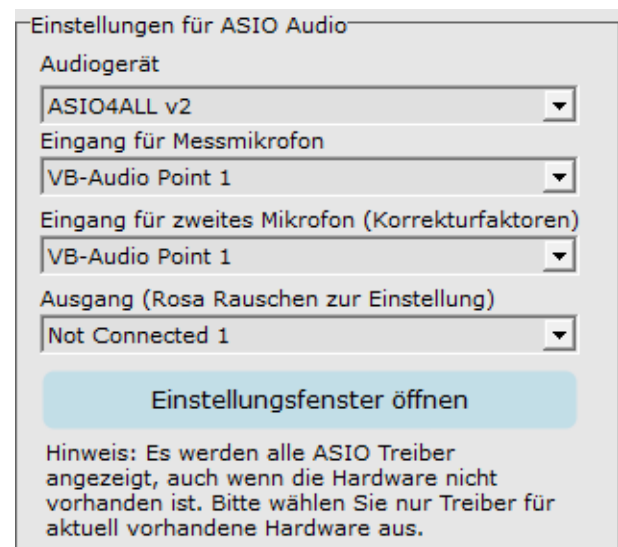 Einstellungen für ASIO Audio
Audiogerät
ASIO4ALL v2
Eingang für Messmikrofon
VB-Audio Point 1
Eingang für zweites Mikrofon (Korrekturfaktoren)
VB-Audio Point 1
Ausgang (Rosa Rauschen zur Einstellung)
Not Connected 1
Einstellungsfenster öffnen
Hinweis: Es werden alle ASIO Treiber
angezeigt, auch wenn die Hardware nicht
vorhanden ist. Bitte wählen Sie nur Treiber für
aktuell vorhandene Hardware aus.